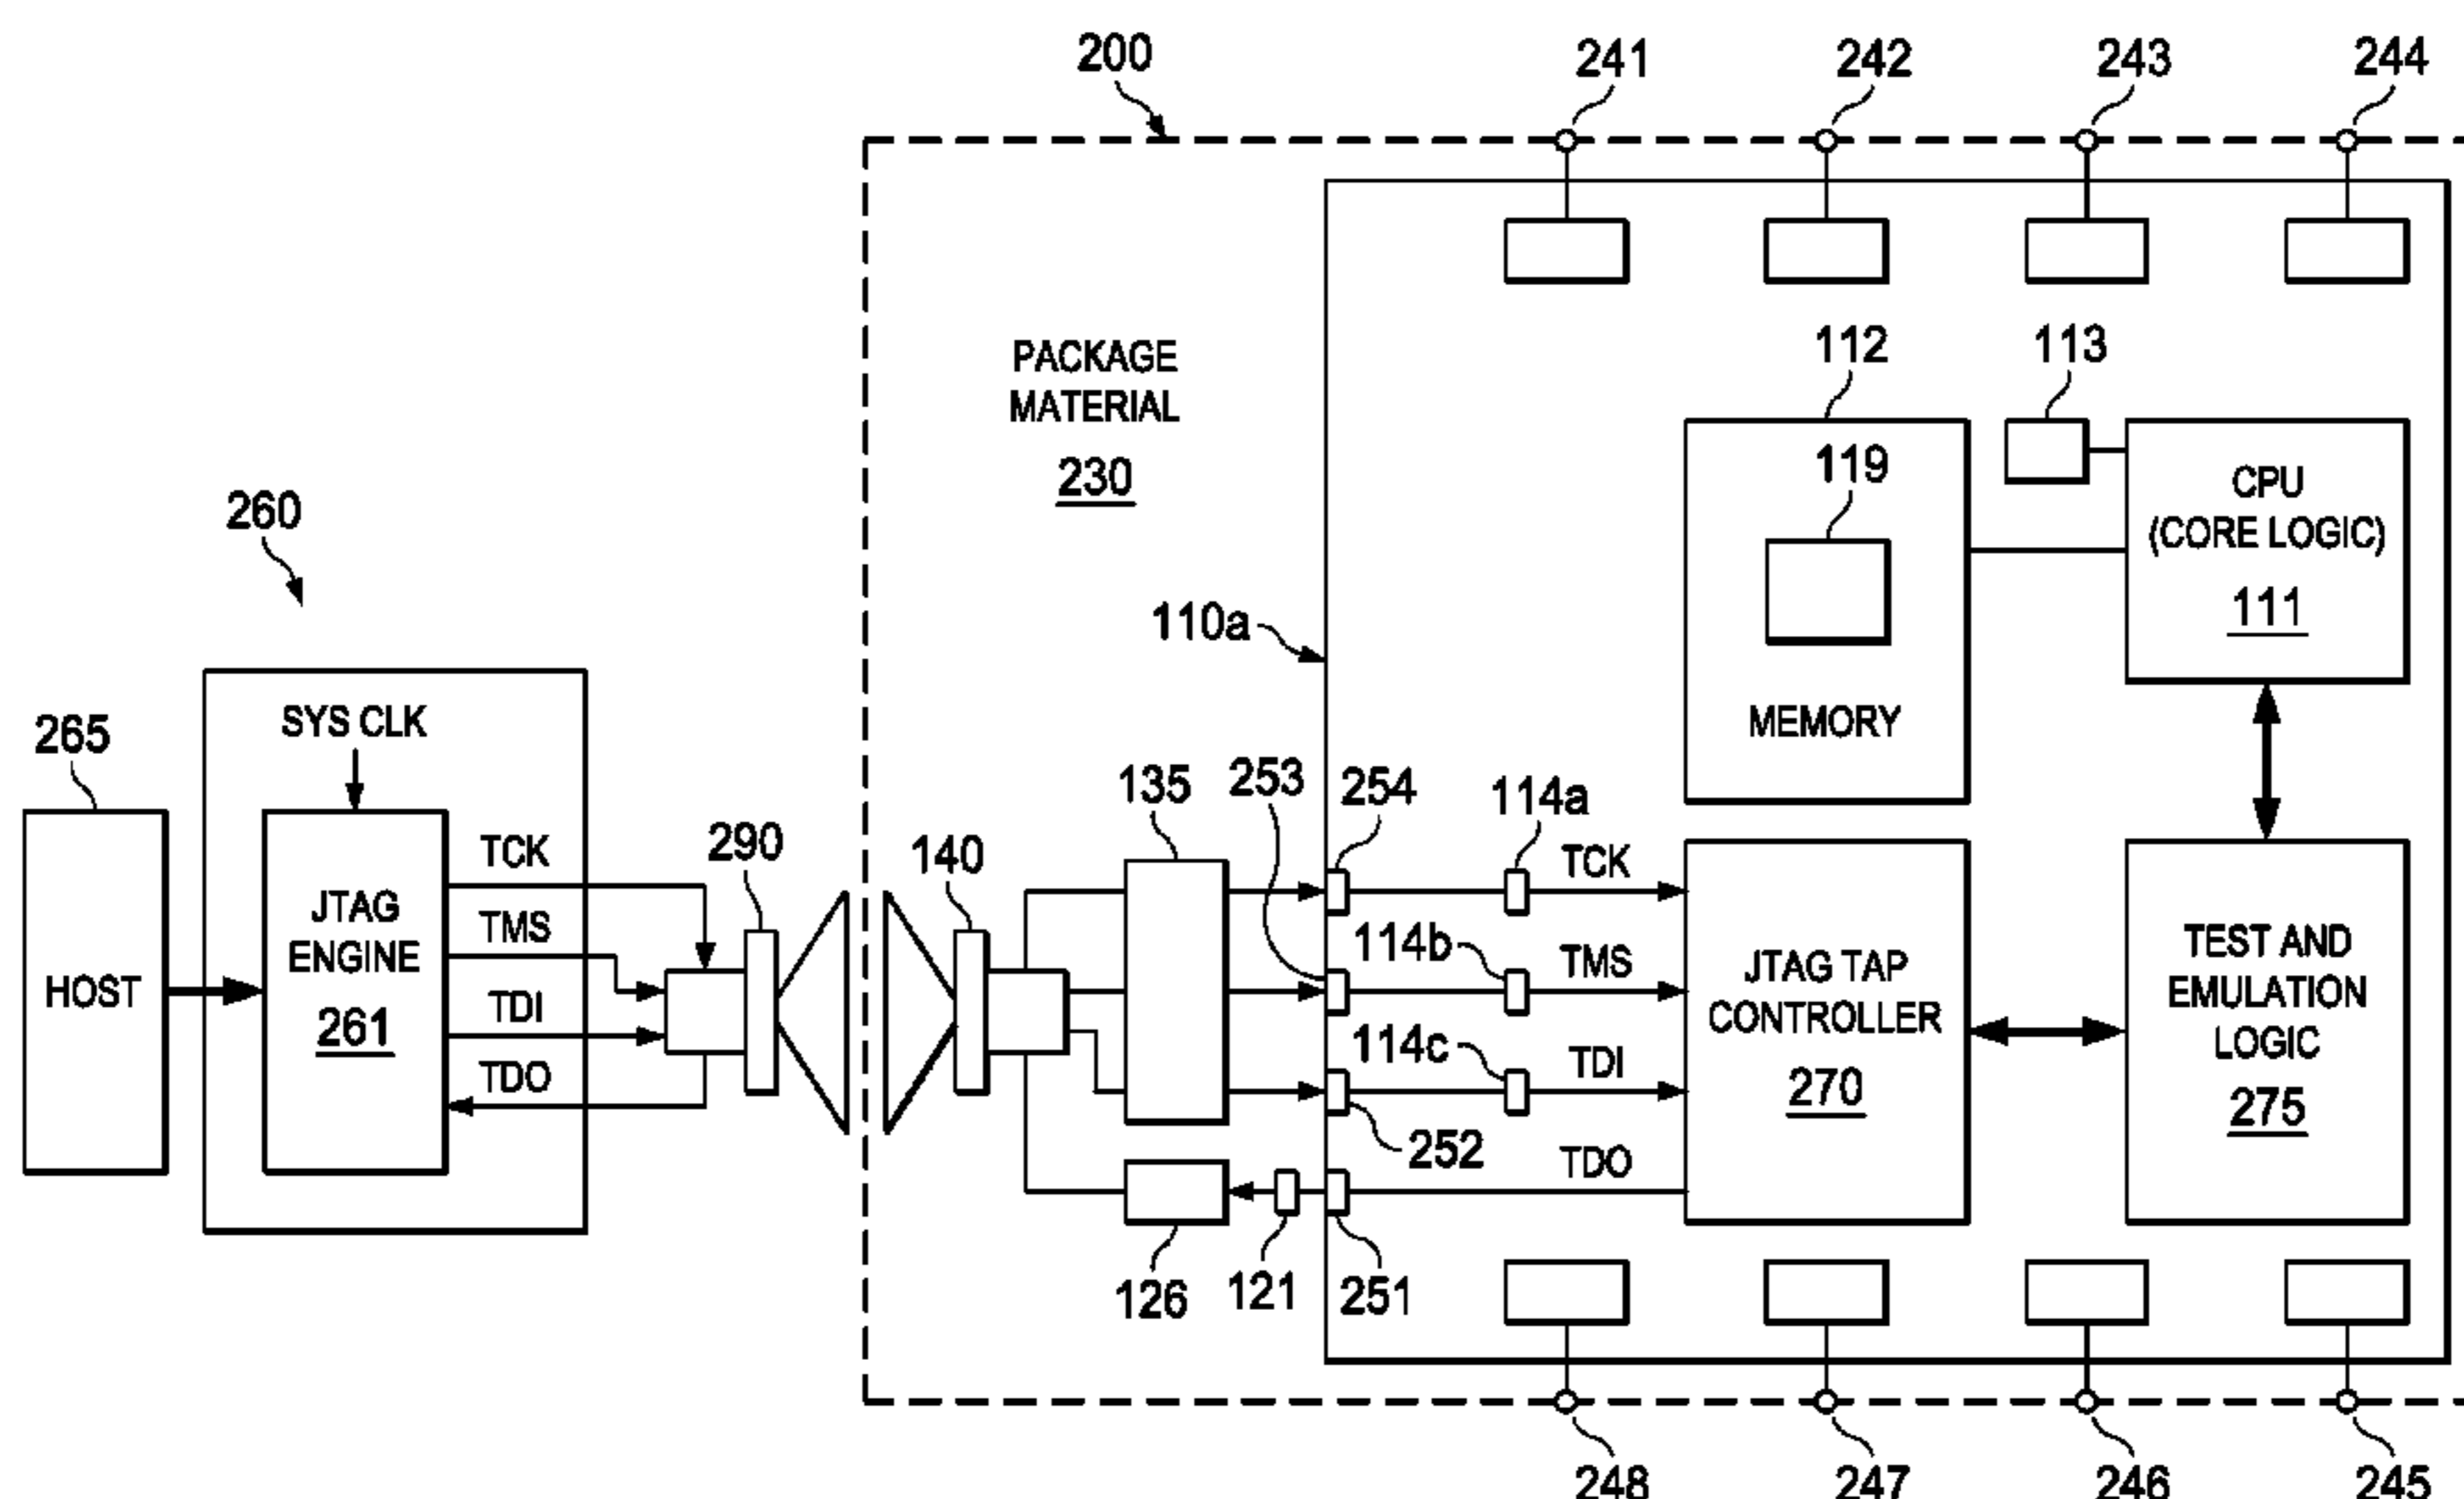 200
241
242
243
244
PACKAGE
MATERIAL
230
112
113
119
CPU
(CORE LOGIC)
111
MEMORY
260
110a
265
SYS CLK
HOST
JTAG
ENGINE
261
TCK
TMS
TDI
TDO
290
140
135
253
254
114a
TCK
114b
TMS
114c
TDI
252
TDO
JTAG TAP
CONTROLLER
270
TEST AND
EMULATION
LOGIC
275
126
121
251
248
247
246
245